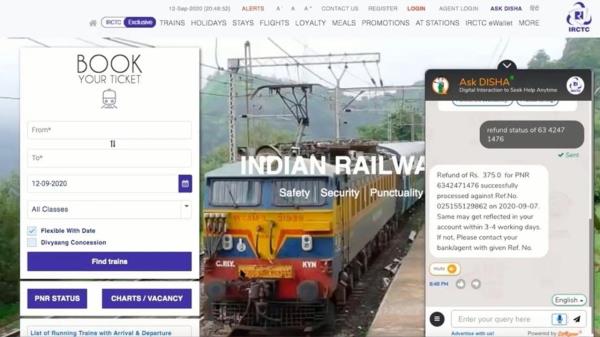 12-Sep-2020 [20:48:52]
ALERTS
A- A A+
CONTACT US
REGISTER
LOGIN
AGENT LOGIN
ASK DISHA
हिंदी
IRCTC Exclusive
TRAINS
HOLIDAYS
STAYS
FLIGHTS
LOYALTY
MEALS
PROMOTIONS
AT STATIONS
IRCTC eWallet
MORE
IRCTC
BOOK
YOUR TICKET
From*
To*
12-09-2020
All Classes
Flexible With Date
Divyaang Concession
Find trains
PNR STATUS
CHARTS / VACANCY
List of Running Trains with Arrival & Departure
INDIAN RAILWA
Safety Security Punctuality
C.RLY.
KYN
Ask DISHA
Digital Interaction to Seek Help Anytime
refund status of 63 4247
1476
Sent
Refund of Rs. 375.0 for PNR
6342471476 successfully
processed against Ref.No.
025155129862 on 2020-09-07.
Same may get reflected in your
account within 3-4 working days.
If not, Please contact your
bank/agent with given Ref. No.
mute
8:48 PM
English
Enter your query here
Advertise with us!
Powered by